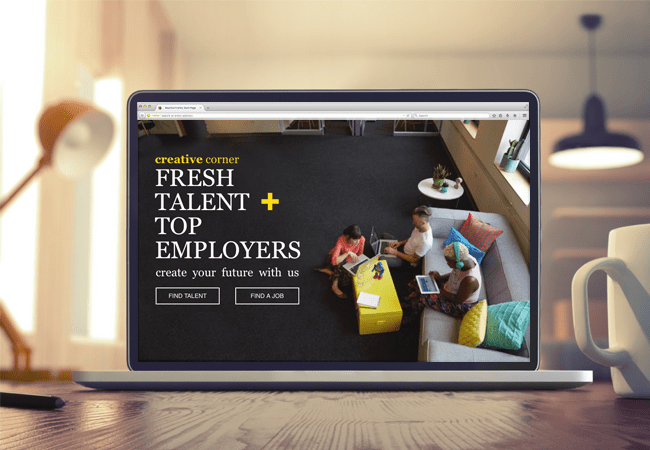 creative corner
FRESH
TALENT +
TOP
EMPLOYERS
create your future with us
FIND TALENT FIND A JOB